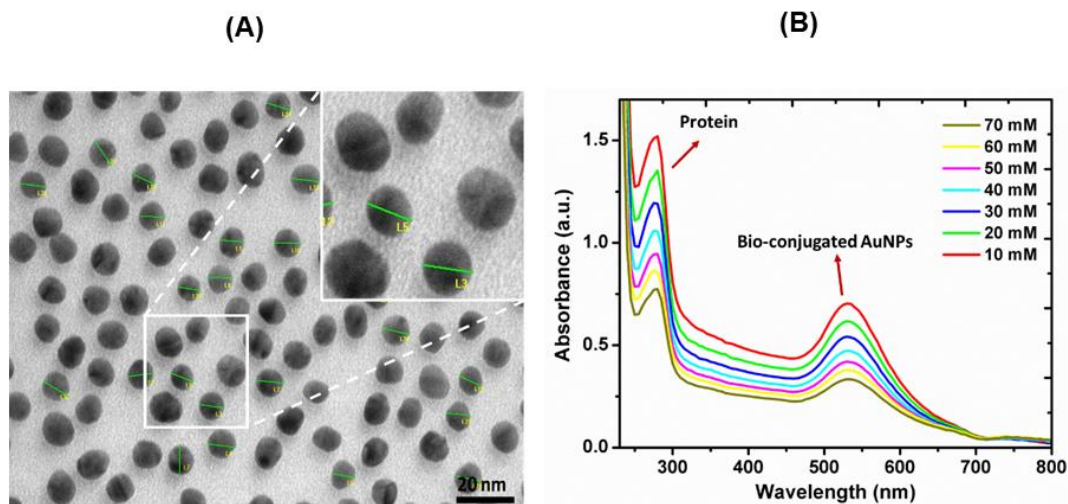 (A)
(B)
L5
L3
20 nm
Absorbance (a.u.)
1.5
1.0
0.5
0.0
Protein
Bio-conjugated AuNPs
70 mM
60 mM
50 mM
40 mM
30 mM
20 mM
10 mM
300 400 500 600 700 800
Wavelength (nm)